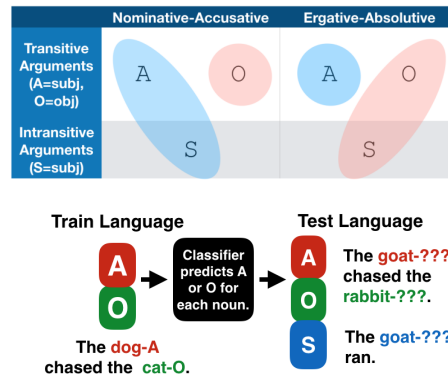 Nominative-Accusative Ergative-Absolutive
Transitive
Arguments
(A=subj,
O=obj)
A O A O
Intransitive
Arguments
(S=subj)
S S
Train Language Test Language
A
O
Classifier
predicts A
or O for
each noun.
A
O
S
The dog-A
chased the cat-O.
The goat-???
chased the
rabbit-???.
The goat-???
ran.